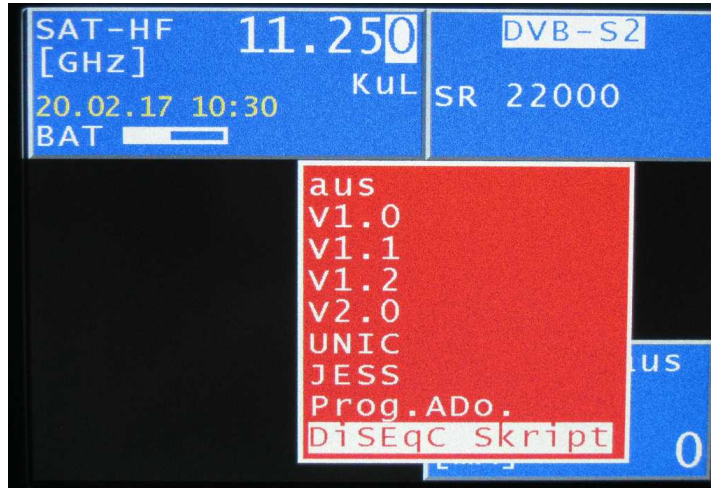 SAT-HF 11.250
[GHz]
KuL
20.02.17 10:30
BAT
DVB-S2
SR 22000
aus
V1.0
V1.1
V1.2
V2.0
UNIC
JESS
Prog.ADo.
DiSEqC Skript
0